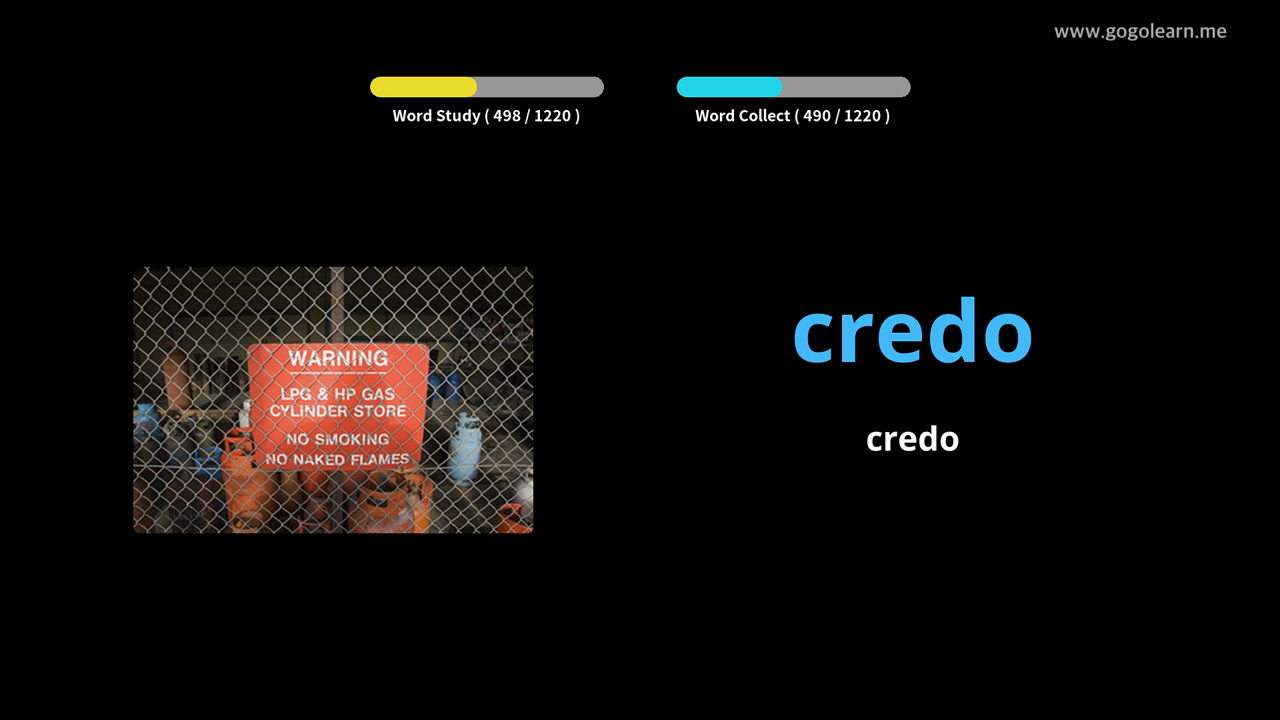 www.gogolearn.me
Word Study ( 498 / 1220 )
Word Collect ( 490 / 1220 )
WARNING
LPG & HP GAS
CYLINDER STORE
NO SMOKING
NO NAKED FLAMES
credo
credo